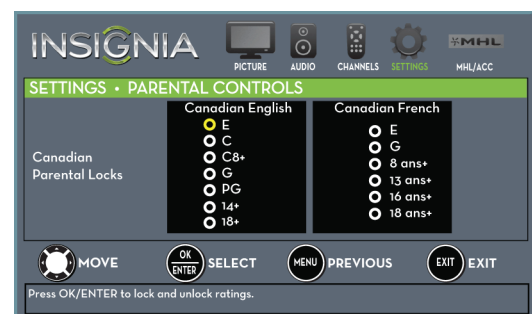 INSIGNIA
PICTURE AUDIO CHANNELS SETTINGS MHL MHL/ACC
SETTINGS • PARENTAL CONTROLS
Canadian English Canadian French
Canadian
Parental Locks
E
C
C8+
G
PG
14+
18+
E
G
8 ans+
13 ans+
16 ans+
18 ans+
MOVE OK/ENTER SELECT MENU PREVIOUS EXIT EXIT
Press OK/ENTER to lock and unlock ratings.